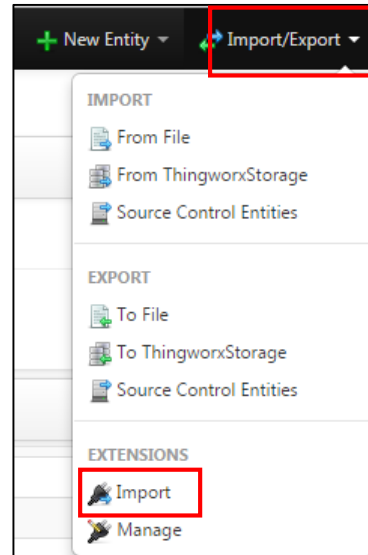 New Entity Import/Export
IMPORT
From File
From ThingworxStorage
Source Control Entities
EXPORT
To File
To ThingworxStorage
Source Control Entities
EXTENSIONS
Import
Manage